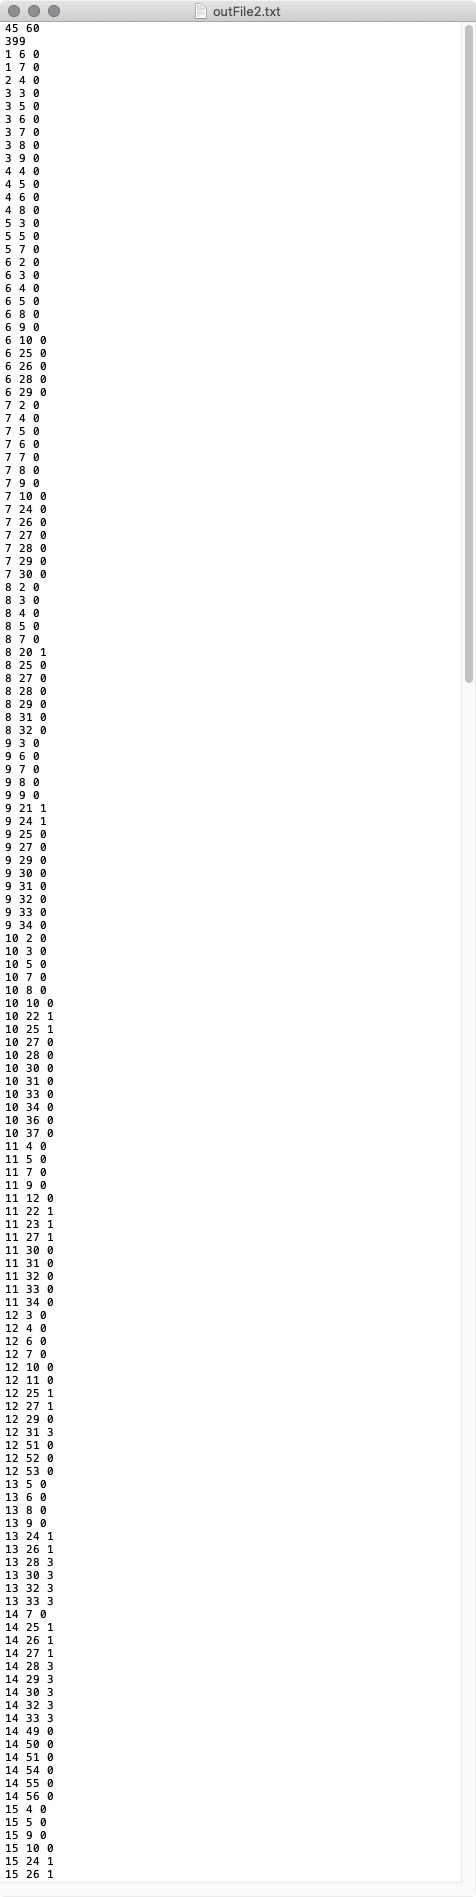 outFile2.txt
45 60
399
1 6 0
1 7 0
2 4 0
3 3 0
3 5 0
3 6 0
3 7 0
3 8 0
3 9 0
4 4 0
4 5 0
4 6 0
4 8 0
5 3 0
5 5 0
5 7 0
6 2 0
6 3 0
6 4 0
6 5 0
6 8 0
6 9 0
6 10 0
6 25 0
6 26 0
6 28 0
6 29 0
7 2 0
7 4 0
7 5 0
7 6 0
7 7 0
7 8 0
7 9 0
7 10 0
7 24 0
7 26 0
7 27 0
7 28 0
7 29 0
7 30 0
8 2 0
8 3 0
8 4 0
8 5 0
8 7 0
8 20 1
8 25 0
8 27 0
8 28 0
8 29 0
8 31 0
8 32 0
9 3 0
9 6 0
9 7 0
9 8 0
9 9 0
9 21 1
9 24 1
9 25 0
9 27 0
9 29 0
9 30 0
9 31 0
9 32 0
9 33 0
9 34 0
10 2 0
10 3 0
10 5 0
10 7 0
10 8 0
10 10 0
10 22 1
10 25 1
10 27 0
10 28 0
10 30 0
10 31 0
10 33 0
10 34 0
10 36 0
10 37 0
11 4 0
11 5 0
11 7 0
11 9 0
11 12 0
11 22 1
11 23 1
11 27 1
11 30 0
11 31 0
11 32 0
11 33 0
11 34 0
12 3 0
12 4 0
12 6 0
12 7 0
12 10 0
12 11 0
12 25 1
12 27 1
12 29 0
12 31 3
12 51 0
12 52 0
12 53 0
13 5 0
13 6 0
13 8 0
13 9 0
13 24 1
13 26 1
13 28 3
13 30 3
13 32 3
13 33 3
14 7 0
14 25 1
14 26 1
14 27 1
14 28 3
14 29 3
14 30 3
14 32 3
14 33 3
14 49 0
14 50 0
14 51 0
14 54 0
14 55 0
14 56 0
15 4 0
15 5 0
15 9 0
15 10 0
15 24 1
15 26 1